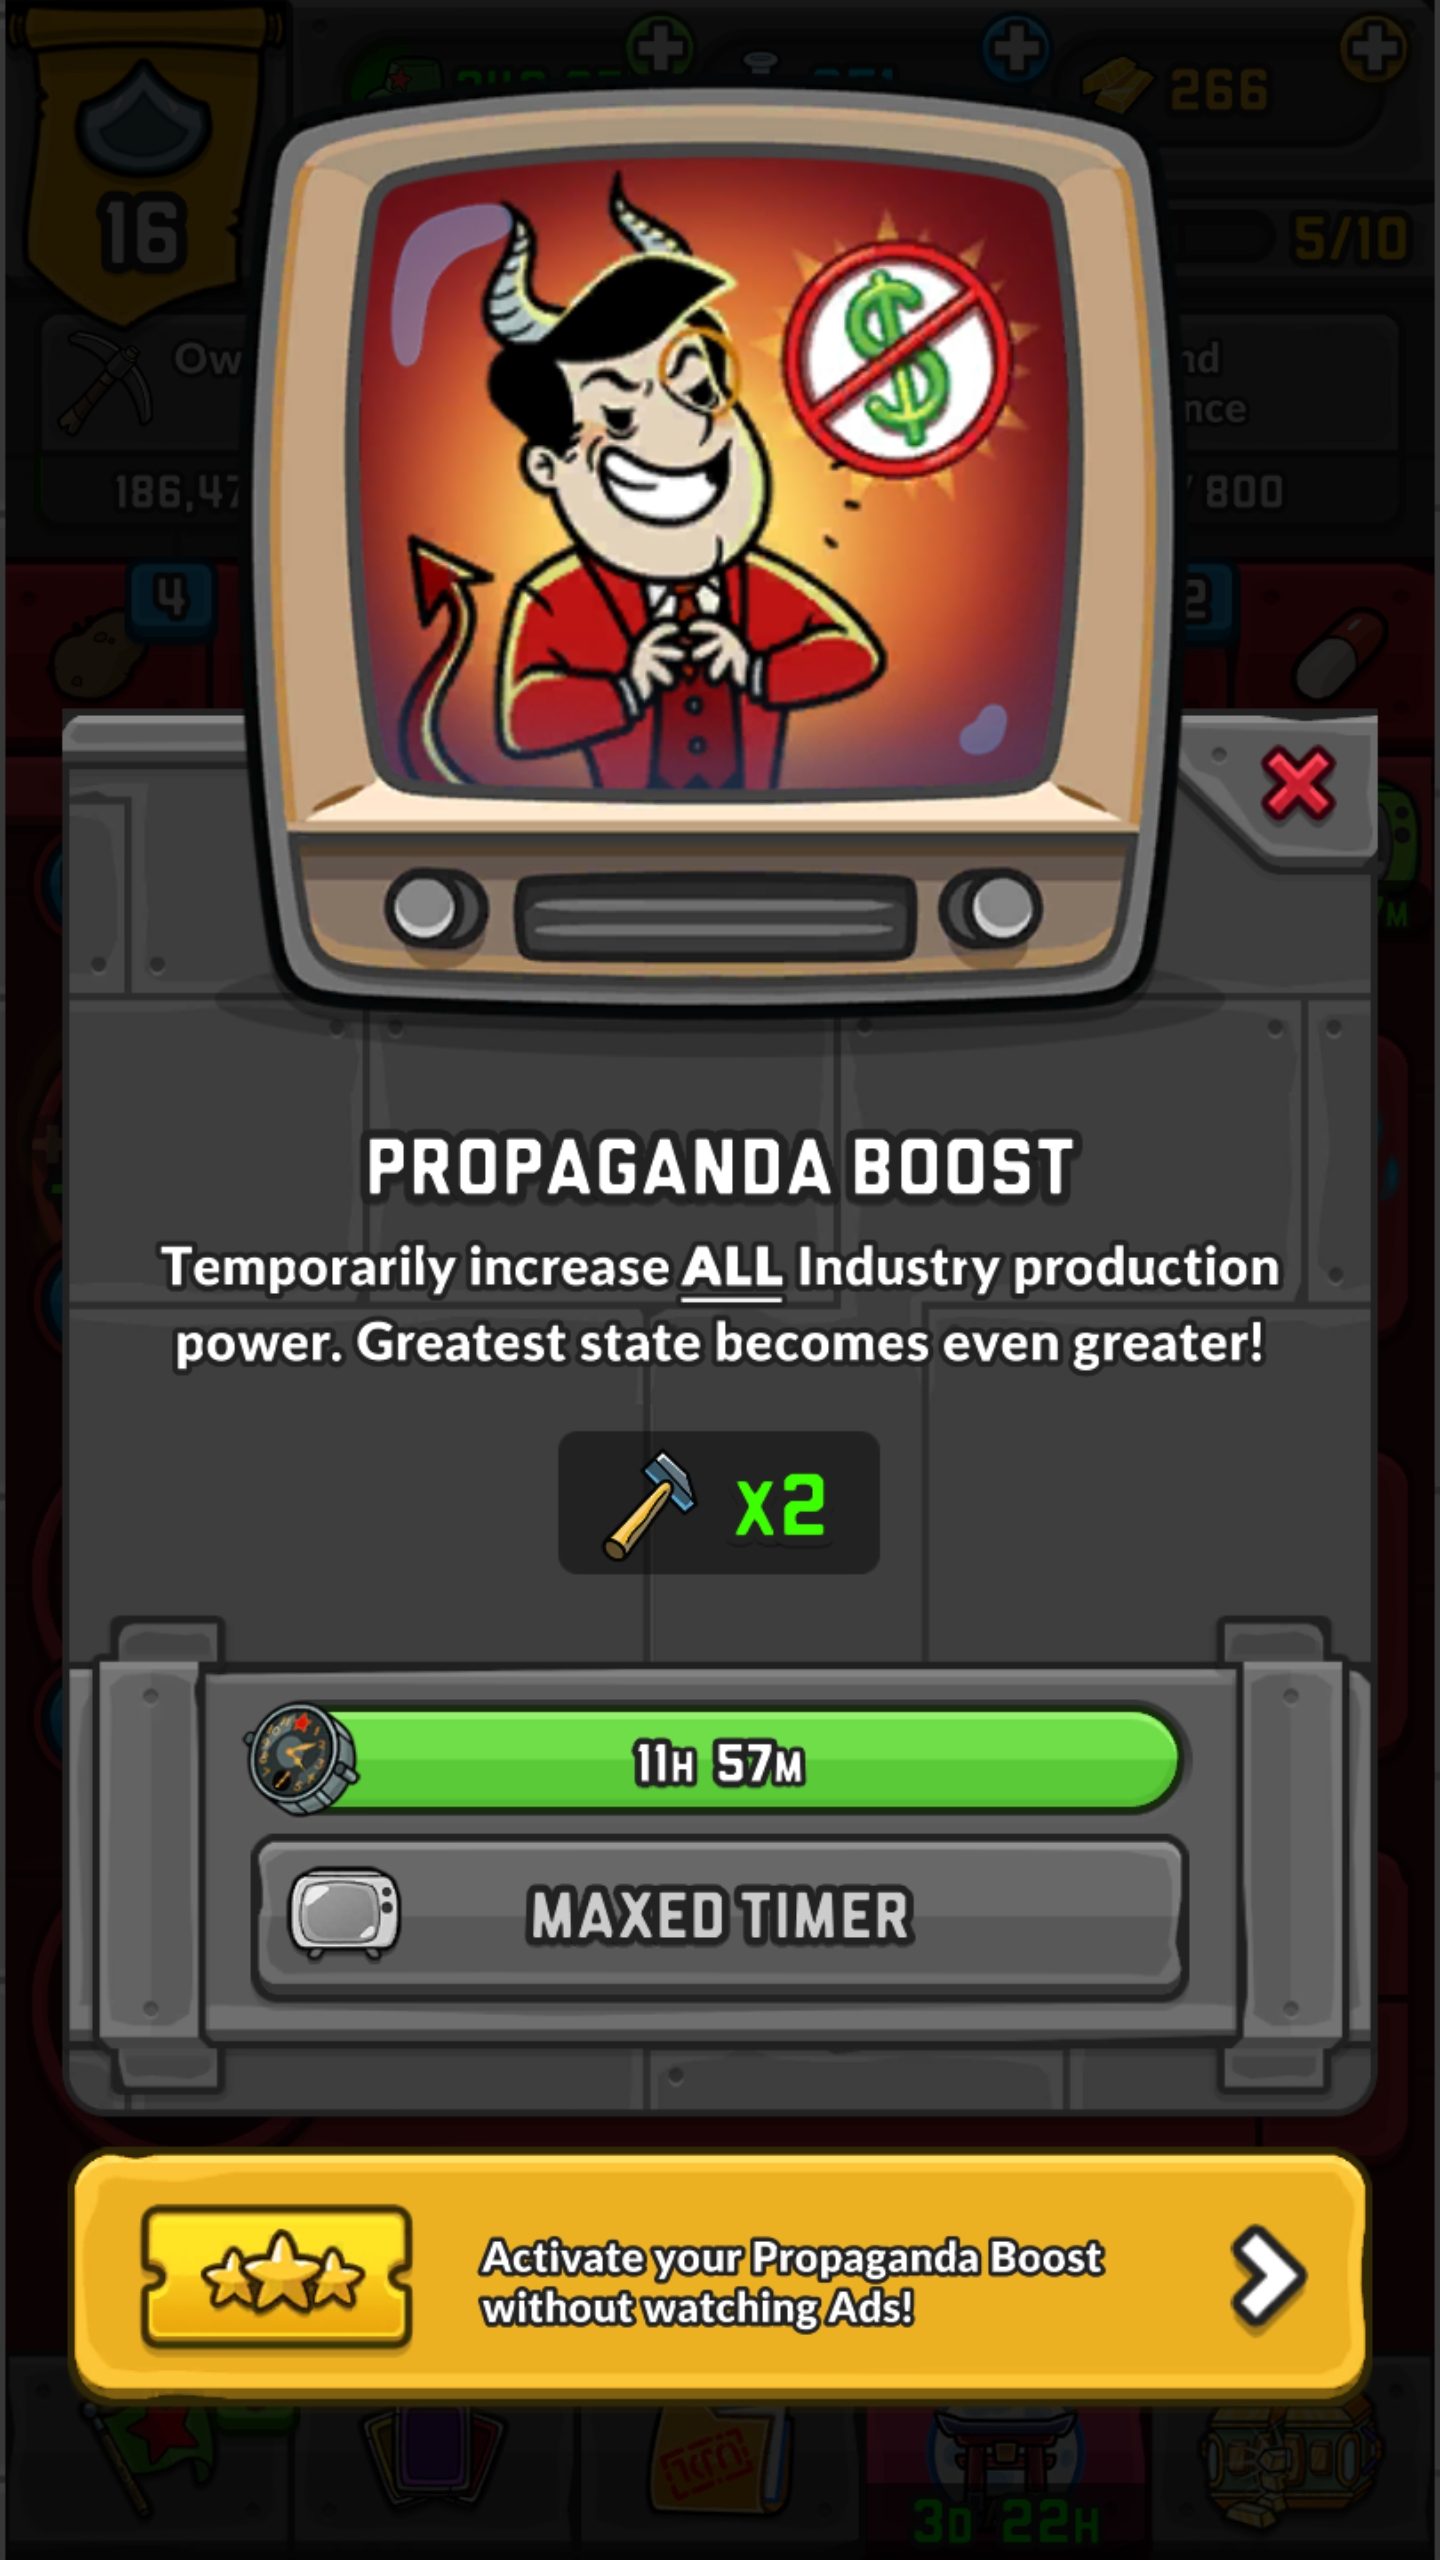 266
16
5/10
186,47
/ 800
4
2
PROPAGANDA BOOST
Temporarily increase ALL Industry production
power. Greatest state becomes even greater!
X2
11H 57M
MAXED TIMER
Activate your Propaganda Boost
without watching Ads!
3D 22H